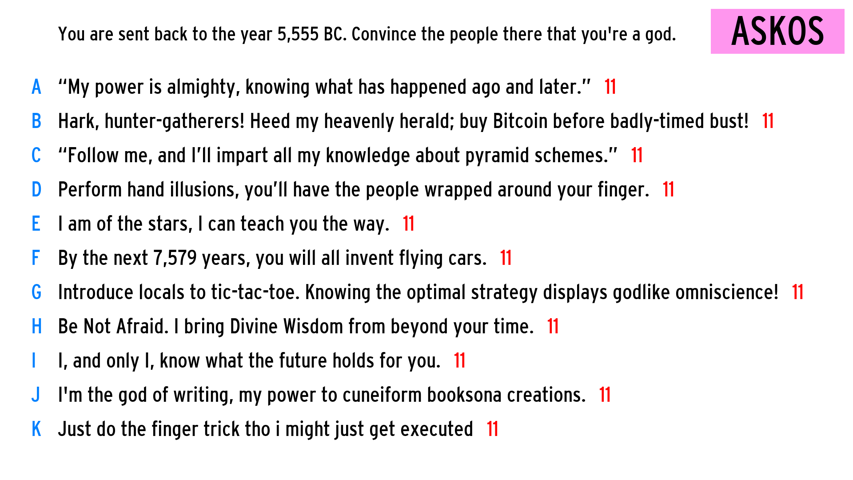 You are sent back to the year 5,555 BC. Convince the people there that you're a god.
ASKOS
A “My power is almighty, knowing what has happened ago and later.” 11
B Hark, hunter-gatherers! Heed my heavenly herald; buy Bitcoin before badly-timed bust! 11
C “Follow me, and I’ll impart all my knowledge about pyramid schemes.” 11
D Perform hand illusions, you’ll have the people wrapped around your finger. 11
E I am of the stars, I can teach you the way. 11
F By the next 7,579 years, you will all invent flying cars. 11
G Introduce locals to tic-tac-toe. Knowing the optimal strategy displays godlike omniscience! 11
H Be Not Afraid. I bring Divine Wisdom from beyond your time. 11
I I, and only I, know what the future holds for you. 11
J I'm the god of writing, my power to cuneiform booksona creations. 11
K Just do the finger trick tho i might just get executed 11